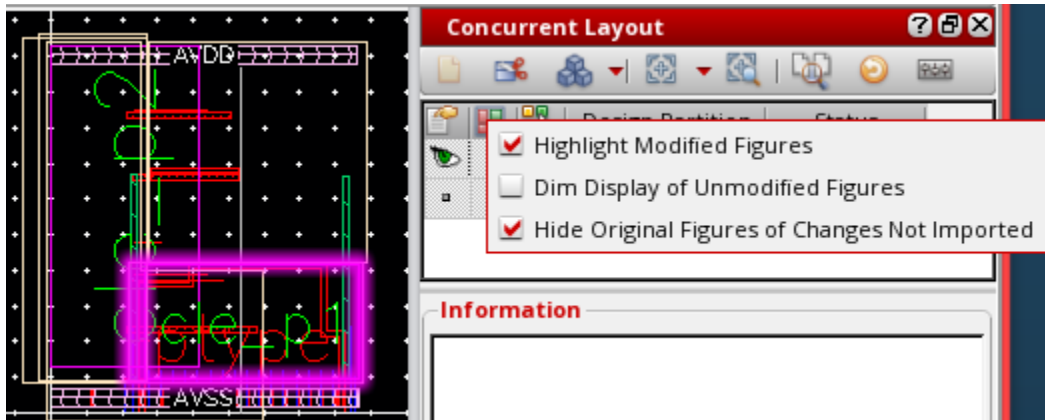 Concurrent Layout
AVDD
Design Partition Status
Highlight Modified Figures
Dim Display of Unmodified Figures
Hide Original Figures of Changes Not Imported
Information
AVSS